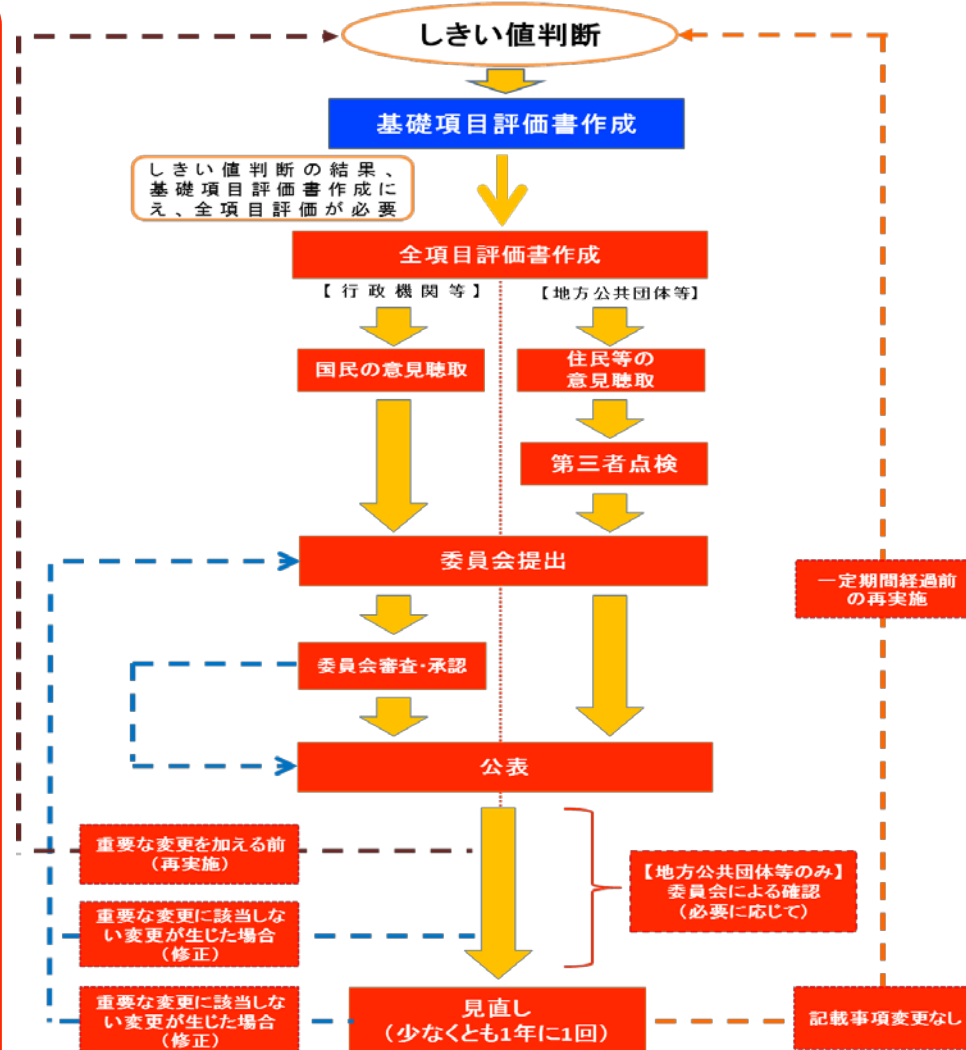 しきい値判断
基礎項目評価書作成
しきい値判断の結果、
基礎項目評価書作成に
え、全項目評価が必要
全項目評価書作成
【行政機関等】
【地方公共団体等】
国民の意見聴取
住民等の
意見聴取
第三者点検
委員会提出
一定期間経過前
の再実施
委員会審査・承認
公表
重要な変更を加える前
（再実施）
【地方公共団体等のみ】
委員会による確認
（必要に応じて）
重要な変更に該当しな
い変更が生じた場合
（修正）
重要な変更に該当しな
い変更が生じた場合
（修正）
見直し
（少なくとも1年に1回）
記載事項変更なし